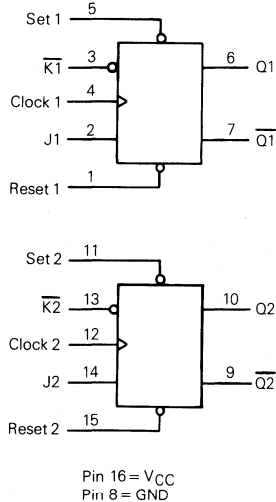 5
Set 1
3
K1
6
Q1
4
Clock 1
2
J1
7
Q1
1
Reset 1
11
Set 2
13
K2
10
Q2
12
Clock 2
14
J2
9
Q2
15
Reset 2
Pin 16 = VCC
Pin 8 = GND